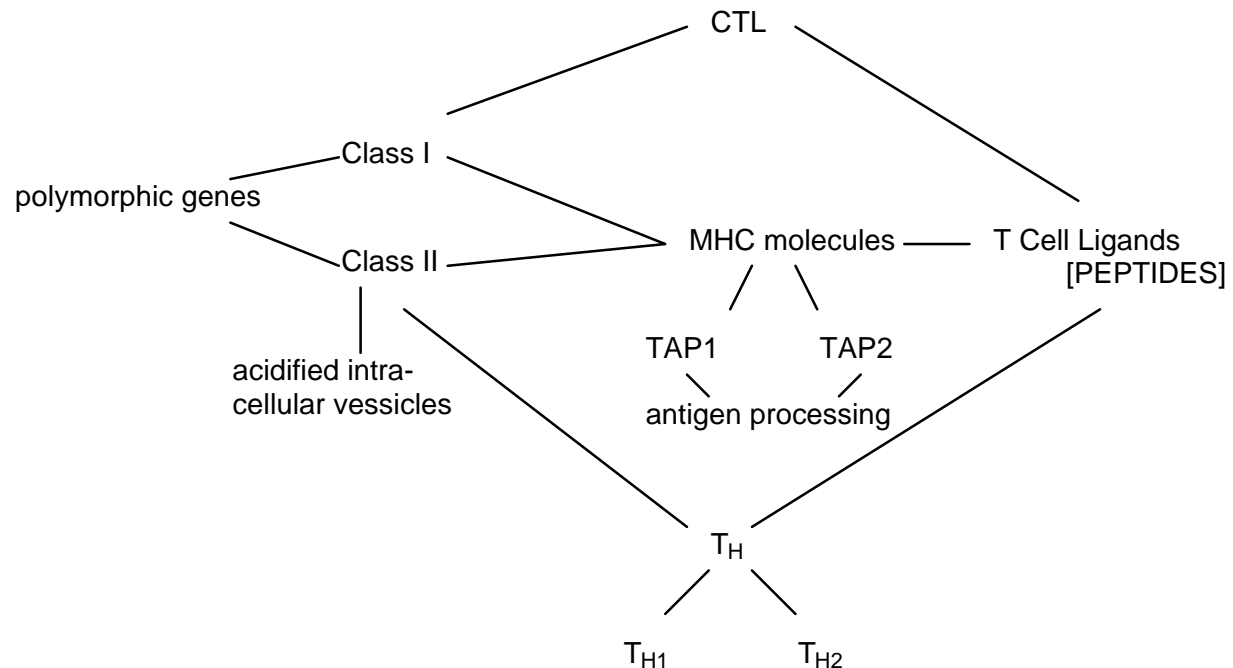 CTL
Class I
polymorphic genes
MHC molecules
T Cell Ligands
[PEPTIDES]
Class II
TAP1
TAP2
acidified intra-
cellular vessicles
antigen processing
TH
TH1
TH2